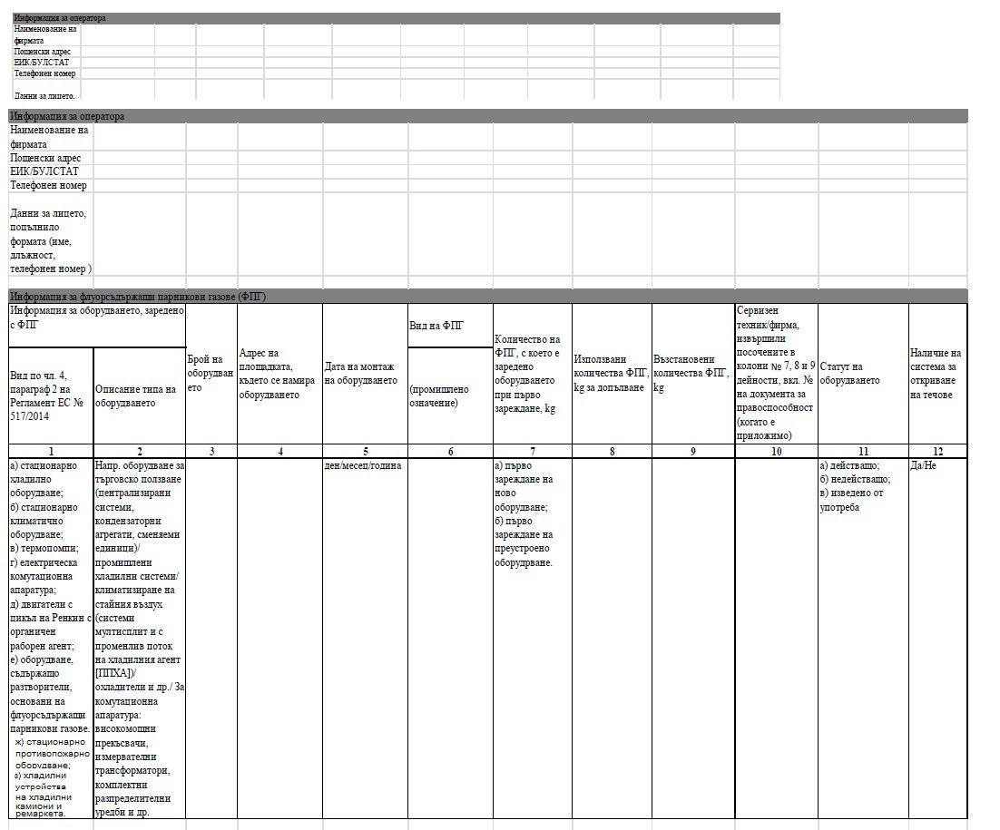 Информация за оператора
Наименование на
фирмата
Пощенски адрес
ЕИК/БУЛСТАТ
Телефонен номер
Данни за лицето,
Информация за оператора
Наименование на
фирмата
Пощенски адрес
ЕИК/БУЛСТАТ
Телефонен номер
Данни за лицето,
попълнило
формата (име,
длъжност,
телефонен номер )
Информация за флуорсъдържащи парникови газове (ФПГ)
Информация за оборудването, заредено
с ФПГ
Вид по чл. 4,
параграф 2 на
Регламент ЕС №
517/2014
Описание типа на
оборудването
Брой на
оборудван
ето
Адрес на
площадката,
където се намира
оборудването
Дата на монтаж
на оборудването
Вид на ФПГ
(промишлено
означение)
Количество на
ФПГ, с което е
заредено
оборудването
при първо
зареждане, kg
Използвани
количества ФПГ,
kg за допълване
Възстановени
количества ФПГ,
kg
Сервизен
техник/фирма,
извършили
посочените в
колони № 7, 8 и 9
дейности, вкл. №
на документа за
правоспособност
(когато е
приложимо)
Статут на
оборудването
Наличие на
система за
откриване
на течове
1 2 3 4 5 6 7 8 9 10 11 12
а) стационарно
хладилно
оборудване;
б) стационарно
климатично
оборудване;
в) термопомпи;
г) електрическа
комутационна
апаратура;
д) двигатели с
цикъл на Ренкин с
органичен
раборен агент;
е) оборудване,
съдържащо
разтворители,
основани на
флуорсъдържащи
парникови газове.
ж) стационарно
противопожарно
оборудване;
з) хладилни
устройства
на хладилни
камиони и
ремаркета.
Напр. оборудване за
търговско ползване
(централизирани
системи,
кондензаторни
агрегати, сменяеми
единици)/
промишлени
хладилни системи/
климатизиране на
стайния въздух
(системи
мултисплит и с
променлив поток
на хладилния агент
[ППХА])/
охладители и др./ За
комутационна
апаратура:
високомощни
прекъсвачи,
измервателни
трансформатори,
комплектни
разпределителни
уредби и др.
ден/месец/година
а) първо
зареждане на
ново
оборудване;
б) първо
зареждане на
преустроено
оборудрване.
а) действащо;
б) недействащо;
в) изведено от
употреба
Да/Не